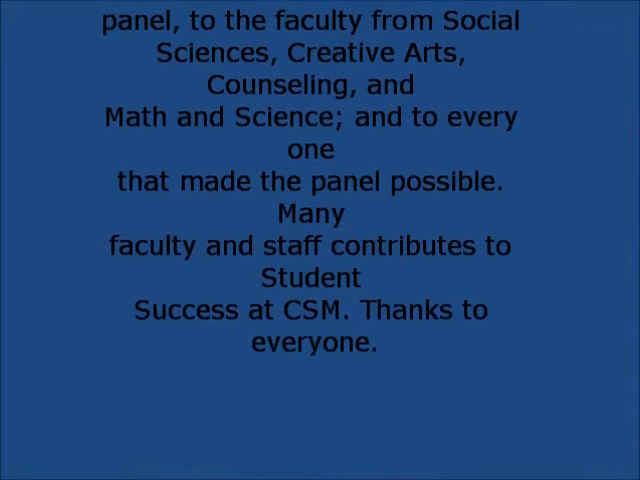 panel, to the faculty from Social
Sciences, Creative Arts,
Counseling, and
Math and Science; and to every
one
that made the panel possible.
Many
faculty and staff contributes to
Student
Success at CSM. Thanks to
everyone.